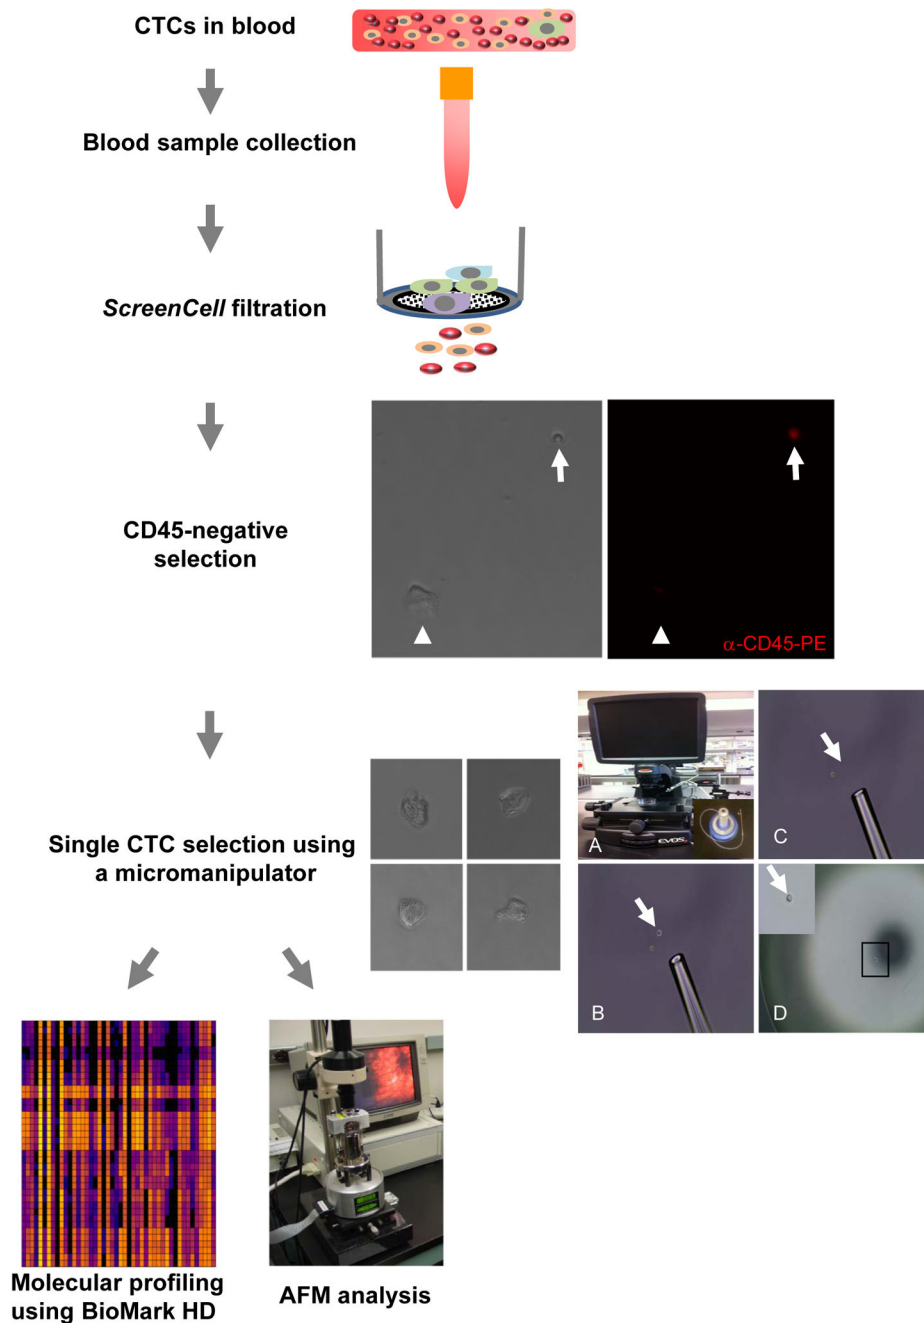 CTCs in blood
Blood sample collection
ScreenCell filtration
CD45-negative
selection
α-CD45-PE
Single CTC selection using
a micromanipulator
A
EVOS
C
B
D
Molecular profiling
using BioMark HD
AFM analysis